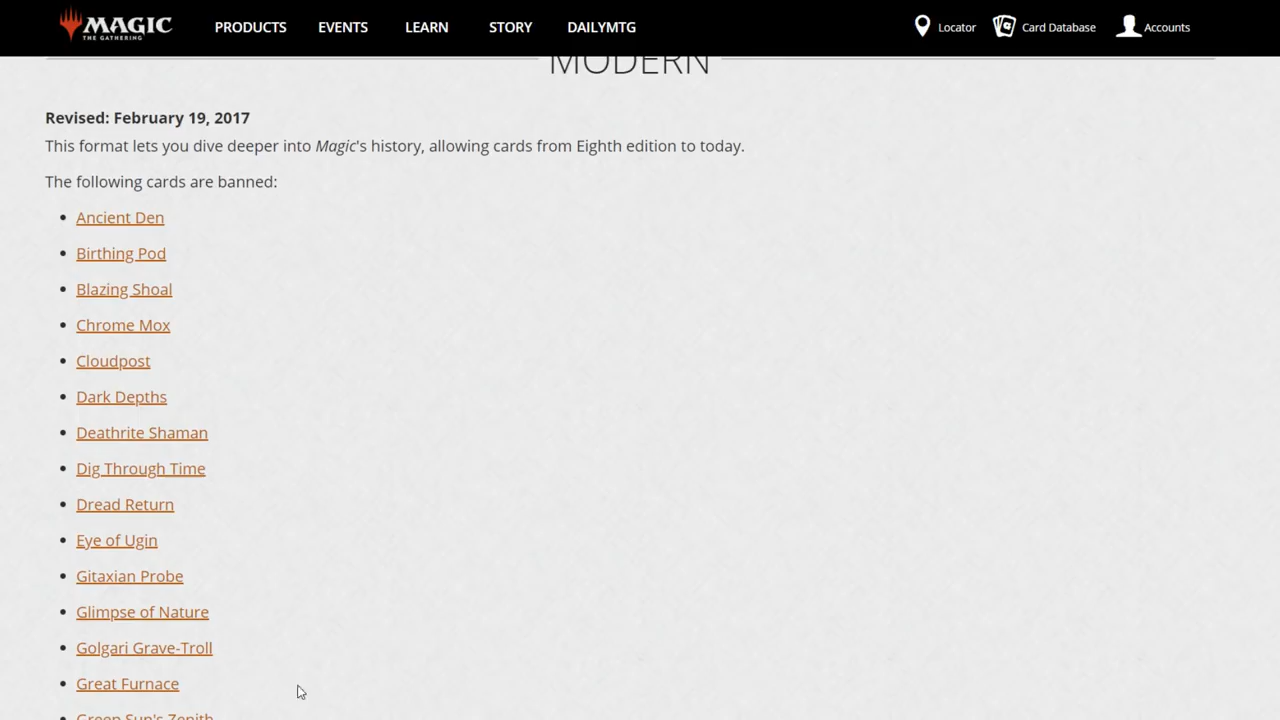 MAGIC
THE GATHERING
PRODUCTS
EVENTS
LEARN
STORY
DAILYMTG
Locator
Card Database
Accounts
MODERN
Revised: February 19, 2017
This format lets you dive deeper into Magic's history, allowing cards from Eighth edition to today.
The following cards are banned:
• Ancient Den
• Birthing Pod
• Blazing Shoal
• Chrome Mox
• Cloudpost
• Dark Depths
• Deathrite Shaman
• Dig Through Time
• Dread Return
• Eye of Ugin
• Gitaxian Probe
• Glimpse of Nature
• Golgari Grave-Troll
• Great Furnace
• Green Sun's Zenith